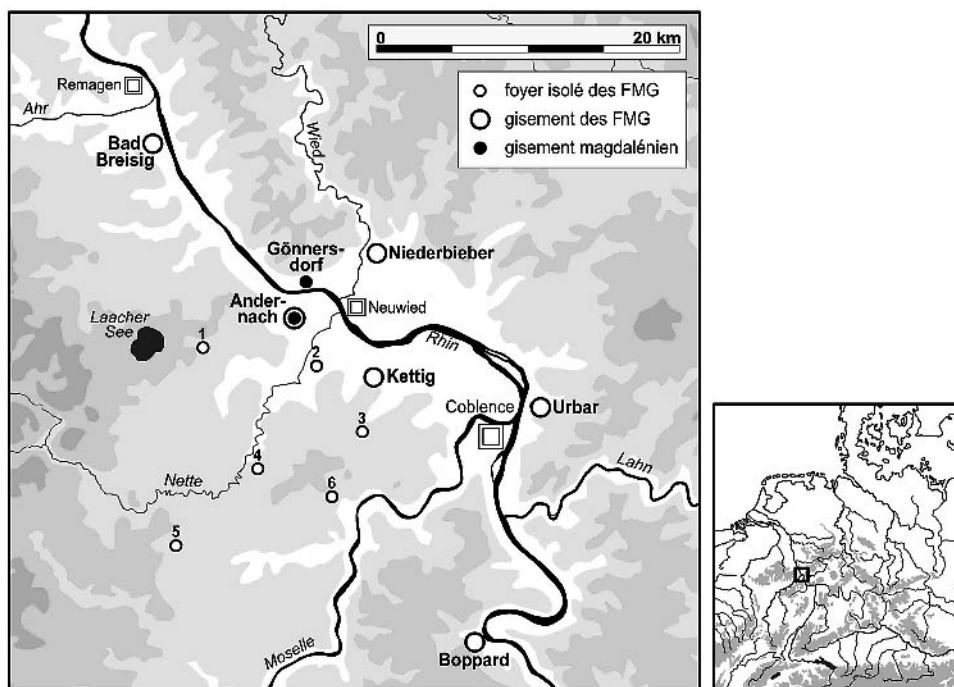 0
20 km
foyer isolé des FMG
gisement des FMG
gisement magdalénien
Remagen
Ahr
Bad
Breisig
Wied
Gönners-
dorf
Niederbieber
Ander-
nach
Neuwied
Laacher
See
1
2
Rhin
Kettig
Coblence
Urbar
3
4
Nette
6
Lahn
5
Moselle
Boppard